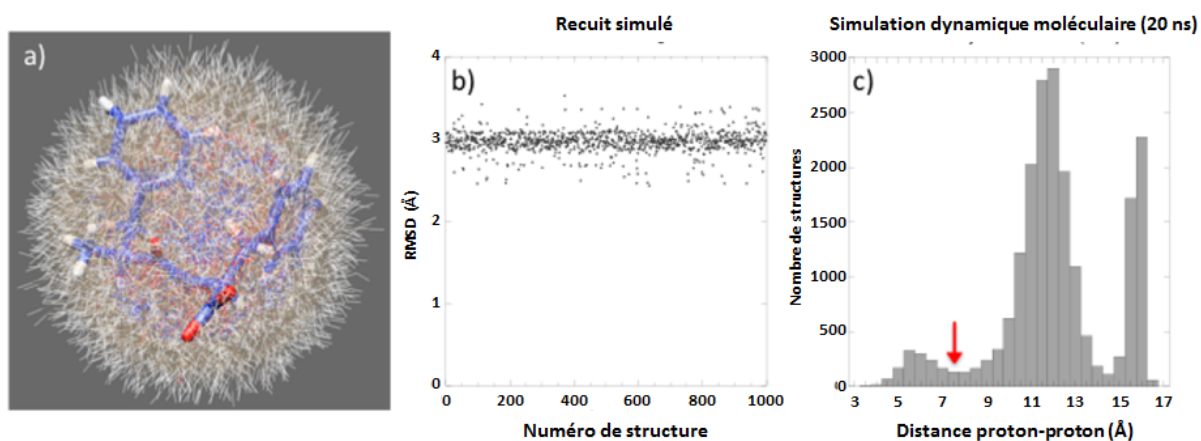 Recuit simulé
Simulation dynamique moléculaire (20 ns)
a)
b)
c)
RMSD (Å)
4
3
2
1
0
0
200
400
600
800
1000
Numéro de structure
Nombre de structures
3000
2500
2000
1500
1000
500
0
3
5
7
9
11
13
15
17
Distance proton-proton (Å)